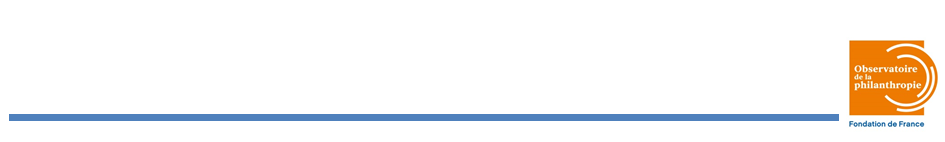 Observatoire
de la
philanthropie
Fondation de France